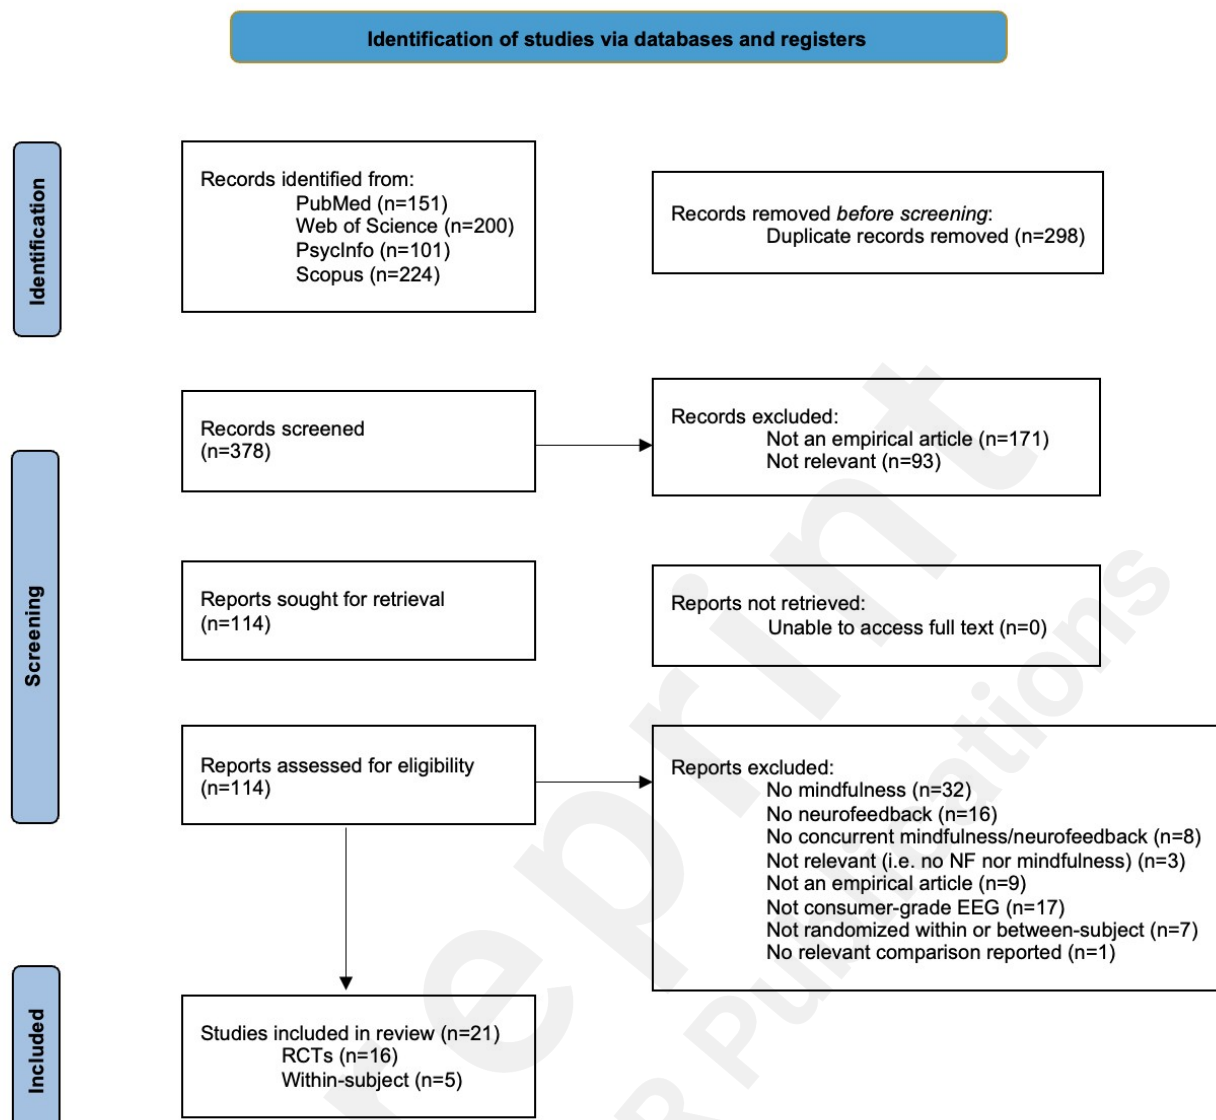 Identification of studies via databases and registers
Identification
Records identified from:
PubMed (n=151)
Web of Science (n=200)
PsycInfo (n=101)
Scopus (n=224)
Records removed before screening:
Duplicate records removed (n=298)
Screening
Records screened
(n=378)
Records excluded:
Not an empirical article (n=171)
Not relevant (n=93)
Reports sought for retrieval
(n=114)
Reports not retrieved:
Unable to access full text (n=0)
Reports assessed for eligibility
(n=114)
Reports excluded:
No mindfulness (n=32)
No neurofeedback (n=16)
No concurrent mindfulness/neurofeedback (n=8)
Not relevant (i.e. no NF nor mindfulness) (n=3)
Not an empirical article (n=9)
Not consumer-grade EEG (n=17)
Not randomized within or between-subject (n=7)
No relevant comparison reported (n=1)
Included
Studies included in review (n=21)
RCTs (n=16)
Within-subject (n=5)
reprint
R Publications